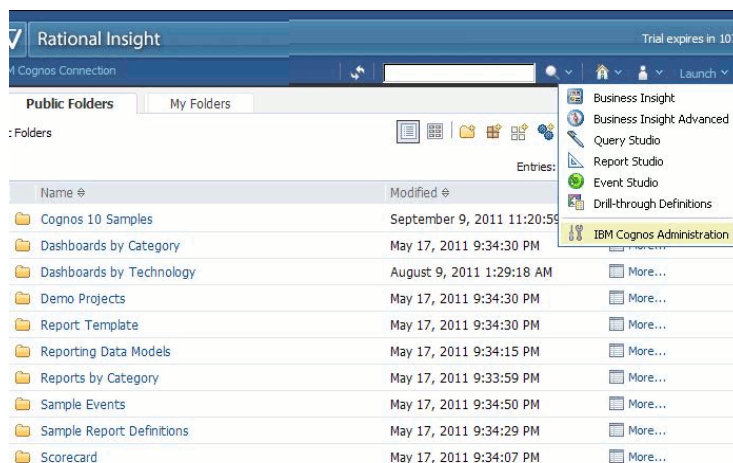 Rational Insight
Trial expires in 107
M Cognos Connection
Launch
Public Folders
My Folders
Business Insight
Business Insight Advanced
Query Studio
Report Studio
Event Studio
Drill-through Definitions
IBM Cognos Administration
Folders
Entries:
Name
Modified
Cognos 10 Samples
September 9, 2011 11:20:59
Dashboards by Category
May 17, 2011 9:34:30 PM
More...
Dashboards by Technology
August 9, 2011 1:29:18 AM
More...
Demo Projects
May 17, 2011 9:34:30 PM
More...
Report Template
May 17, 2011 9:34:30 PM
More...
Reporting Data Models
May 17, 2011 9:34:15 PM
More...
Reports by Category
May 17, 2011 9:33:59 PM
More...
Sample Events
May 17, 2011 9:34:50 PM
More...
Sample Report Definitions
May 17, 2011 9:34:29 PM
More...
Scorecard
May 17, 2011 9:34:07 PM
More...